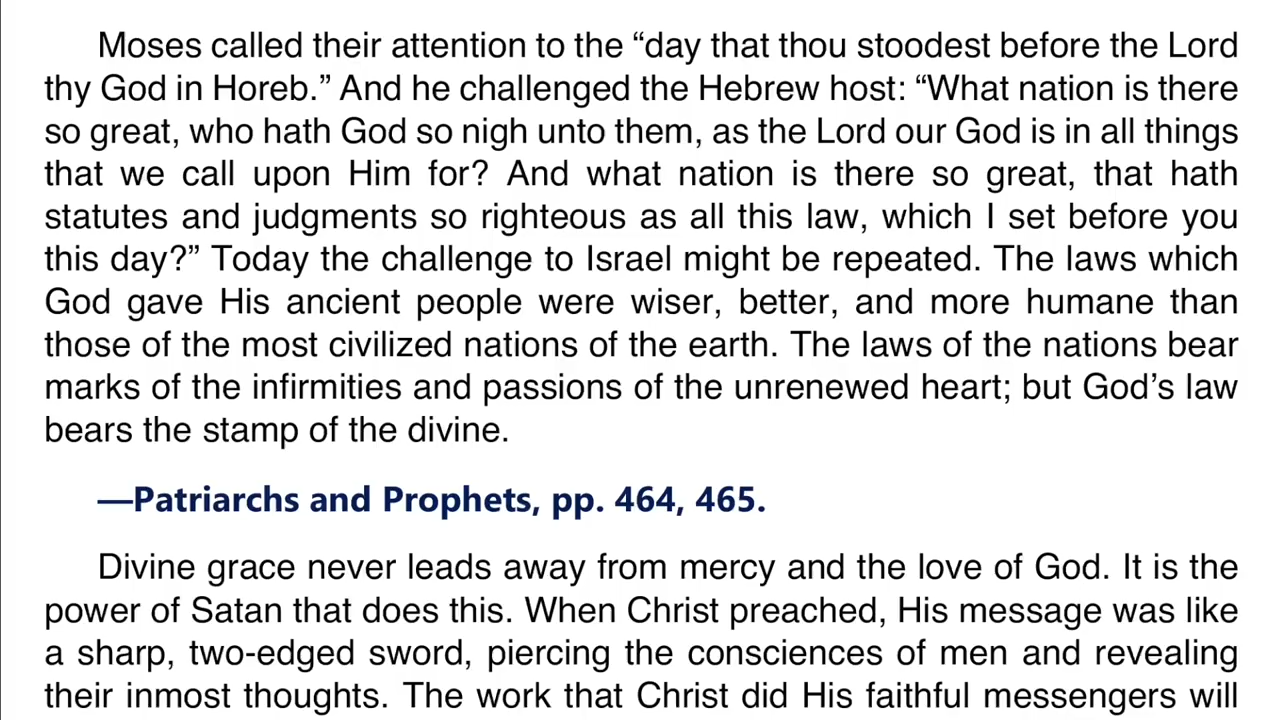 Moses called their attention to the “day that thou stoodest before the Lord
thy God in Horeb.” And he challenged the Hebrew host: “What nation is there
so great, who hath God so nigh unto them, as the Lord our God is in all things
that we call upon Him for? And what nation is there so great, that hath
statutes and judgments so righteous as all this law, which I set before you
this day?” Today the challenge to Israel might be repeated. The laws which
God gave His ancient people were wiser, better, and more humane than
those of the most civilized nations of the earth. The laws of the nations bear
marks of the infirmities and passions of the unrenewed heart; but God’s law
bears the stamp of the divine.
—Patriarchs and Prophets, pp. 464, 465.
Divine grace never leads away from mercy and the love of God. It is the
power of Satan that does this. When Christ preached, His message was like
a sharp, two-edged sword, piercing the consciences of men and revealing
their inmost thoughts. The work that Christ did His faithful messengers will